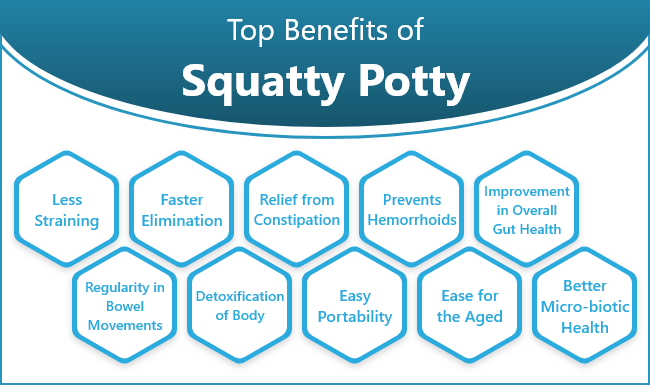 Top Benefits of
Squatty Potty
Less
Straining
Faster
Elimination
Relief from
Constipation
Prevents
Hemorrhoids
Improvement
in Overall
Gut Health
Regularity in
Bowel
Movements
Detoxification
of Body
Easy
Portability
Ease for
the Aged
Better
Micro-biotic
Health